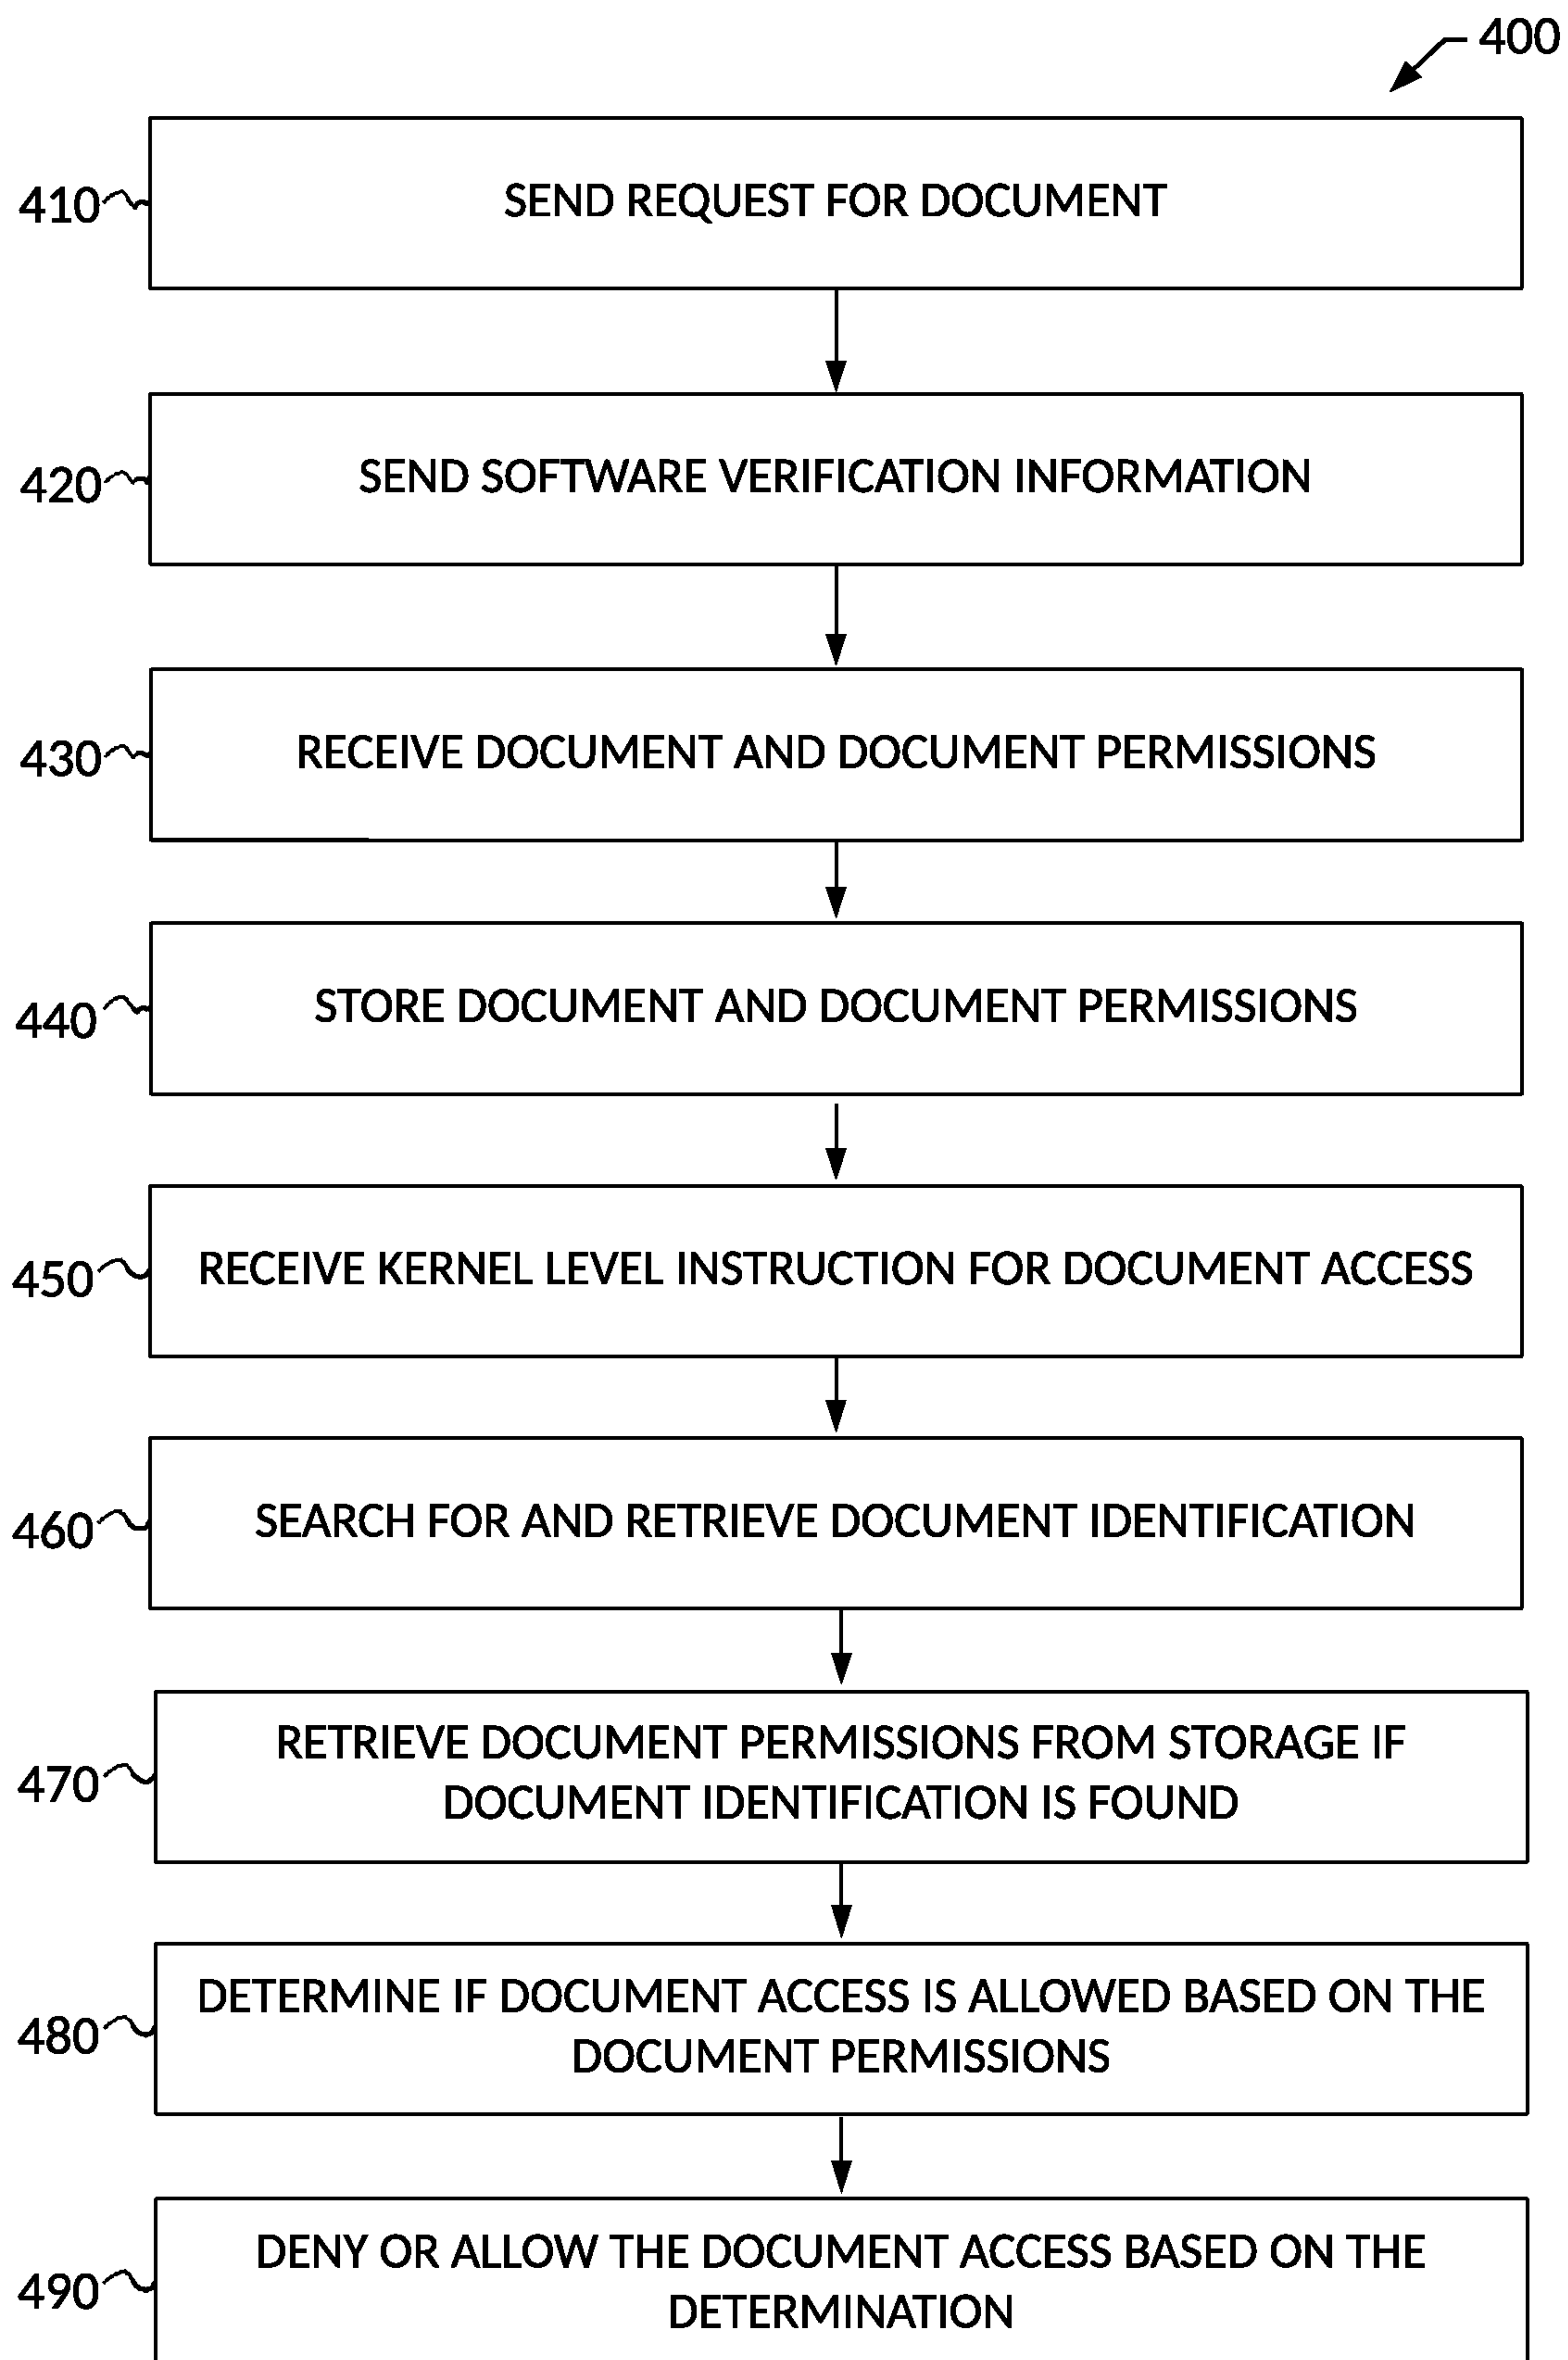 400
410
SEND REQUEST FOR DOCUMENT
420
SEND SOFTWARE VERIFICATION INFORMATION
430
RECEIVE DOCUMENT AND DOCUMENT PERMISSIONS
440
STORE DOCUMENT AND DOCUMENT PERMISSIONS
450
RECEIVE KERNEL LEVEL INSTRUCTION FOR DOCUMENT ACCESS
460
SEARCH FOR AND RETRIEVE DOCUMENT IDENTIFICATION
470
RETRIEVE DOCUMENT PERMISSIONS FROM STORAGE IF
DOCUMENT IDENTIFICATION IS FOUND
480
DETERMINE IF DOCUMENT ACCESS IS ALLOWED BASED ON THE
DOCUMENT PERMISSIONS
490
DENY OR ALLOW THE DOCUMENT ACCESS BASED ON THE
DETERMINATION